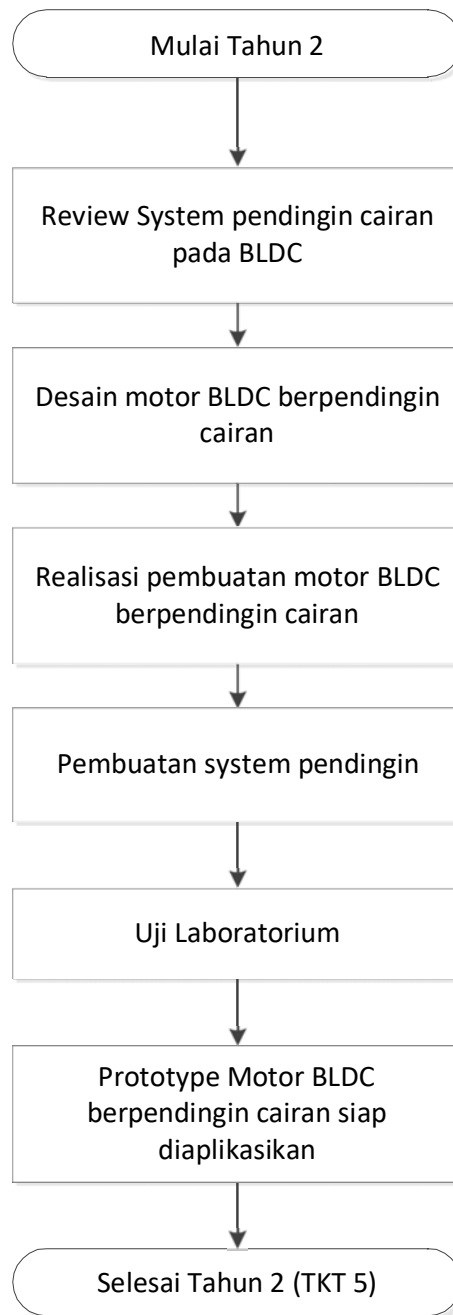 Mulai Tahun 2
Review System pendingin cairan
pada BLDC
Desain motor BLDC berpendingin
cairan
Realisasi pembuatan motor BLDC
berpendingin cairan
Pembuatan system pendingin
Uji Laboratorium
Prototype Motor BLDC
berpendingin cairan siap
diaplikasikan
Selesai Tahun 2 (TKT 5)